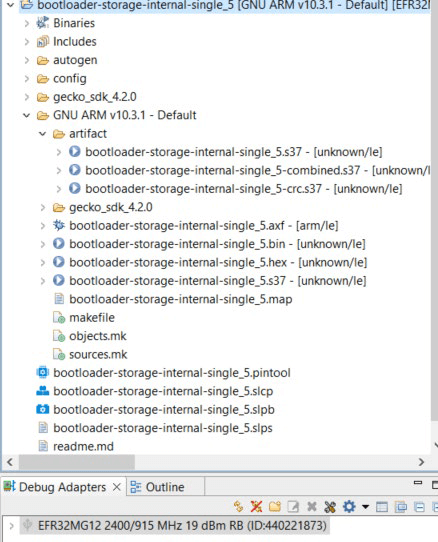 bootloader-storage-internal-single_5 [GNU ARM v10.3.1 - Default] [EFR32M
Binaries
Includes
autogen
config
gecko_sdk_4.2.0
GNU ARM v10.3.1 - Default
artifact
bootloader-storage-internal-single_5.s37 - [unknown/le]
bootloader-storage-internal-single_5-combined.s37 - [unknown/l
bootloader-storage-internal-single_5-crc.s37 - [unknown/le]
gecko_sdk_4.2.0
bootloader-storage-internal-single_5.axf - [arm/le]
bootloader-storage-internal-single_5.bin - [unknown/le]
bootloader-storage-internal-single_5.hex - [unknown/le]
bootloader-storage-internal-single_5.s37 - [unknown/le]
bootloader-storage-internal-single_5.map
makefile
objects.mk
sources.mk
bootloader-storage-internal-single_5.pintool
bootloader-storage-internal-single_5.slcp
bootloader-storage-internal-single_5.slpb
bootloader-storage-internal-single_5.slps
readme.md
Debug Adapters Outline
EFR32MG12 2400/915 MHz 19 dBm RB (ID:440221873)